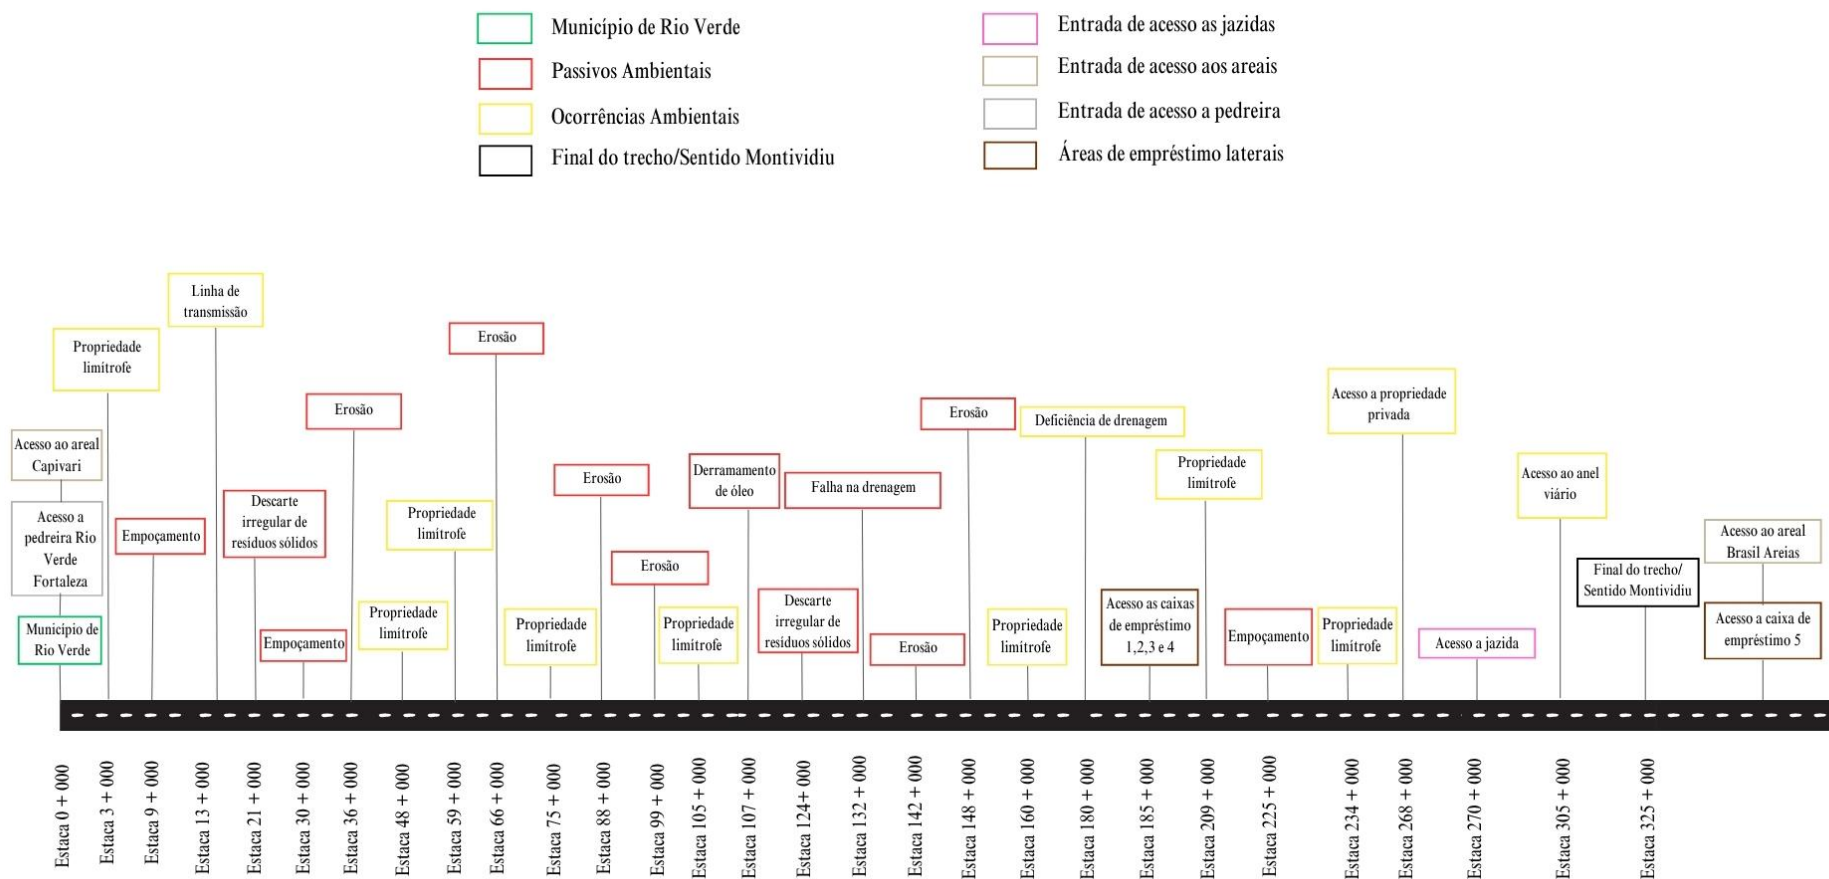 Município de Rio Verde
Passivos Ambientais
Ocorrências Ambientais
Final do trecho/Sentido Montividiu
Entrada de acesso as jazidas
Entrada de acesso aos areais
Entrada de acesso a pedreira
Áreas de empréstimo laterais
Acesso ao areal
Capivari
Acesso a
pedreira Rio
Verde
Fortaleza
Município de
Rio Verde
Propriedade
limítrofe
Empoçamento
Linha de
transmissão
Descarte
irregular de
resíduos sólidos
Empoçamento
Erosão
Propriedade
limítrofe
Propriedade
limítrofe
Erosão
Propriedade
limítrofe
Erosão
Erosão
Propriedade
limítrofe
Derramamento
de óleo
Descarte
irregular de
resíduos sólidos
Falha na drenagem
Erosão
Erosão
Propriedade
limítrofe
Deficiência de drenagem
Acesso as caixas
de empréstimo
1,2,3 e 4
Propriedade
limítrofe
Empoçamento
Propriedade
limítrofe
Acesso a propriedade
privada
Acesso a jazida
Acesso ao anel
viário
Final do trecho/
Sentido Montividiu
Acesso ao areal
Brasil Areias
Acesso a caixa de
empréstimo 5
Estaca 0 + 000
Estaca 3 + 000
Estaca 9 + 000
Estaca 13 + 000
Estaca 21 + 000
Estaca 30 + 000
Estaca 36 + 000
Estaca 48 + 000
Estaca 59 + 000
Estaca 66 + 000
Estaca 75 + 000
Estaca 88 + 000
Estaca 99 + 000
Estaca 105 + 000
Estaca 107 + 000
Estaca 124+ 000
Estaca 132 + 000
Estaca 142 + 000
Estaca 148 + 000
Estaca 160 + 000
Estaca 180 + 000
Estaca 185 + 000
Estaca 209 + 000
Estaca 225 + 000
Estaca 234 + 000
Estaca 268 + 000
Estaca 270 + 000
Estaca 305 + 000
Estaca 325 + 000